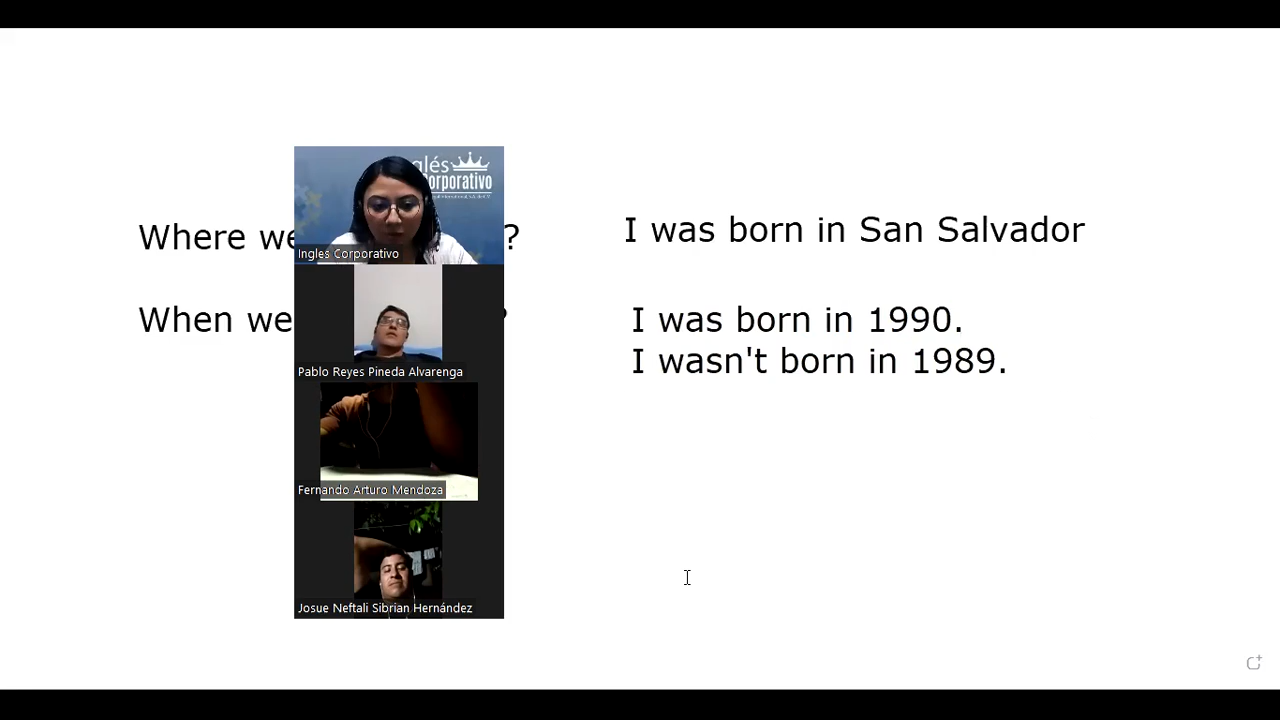 glés
Corporativo
Where we ?
I was born in San Salvador
Ingles Corporativo
When we ?
I was born in 1990.
I wasn't born in 1989.
Pablo Reyes Pineda Alvarenga
Fernando Arturo Mendoza
Josue Neftali Sibrian Hernández